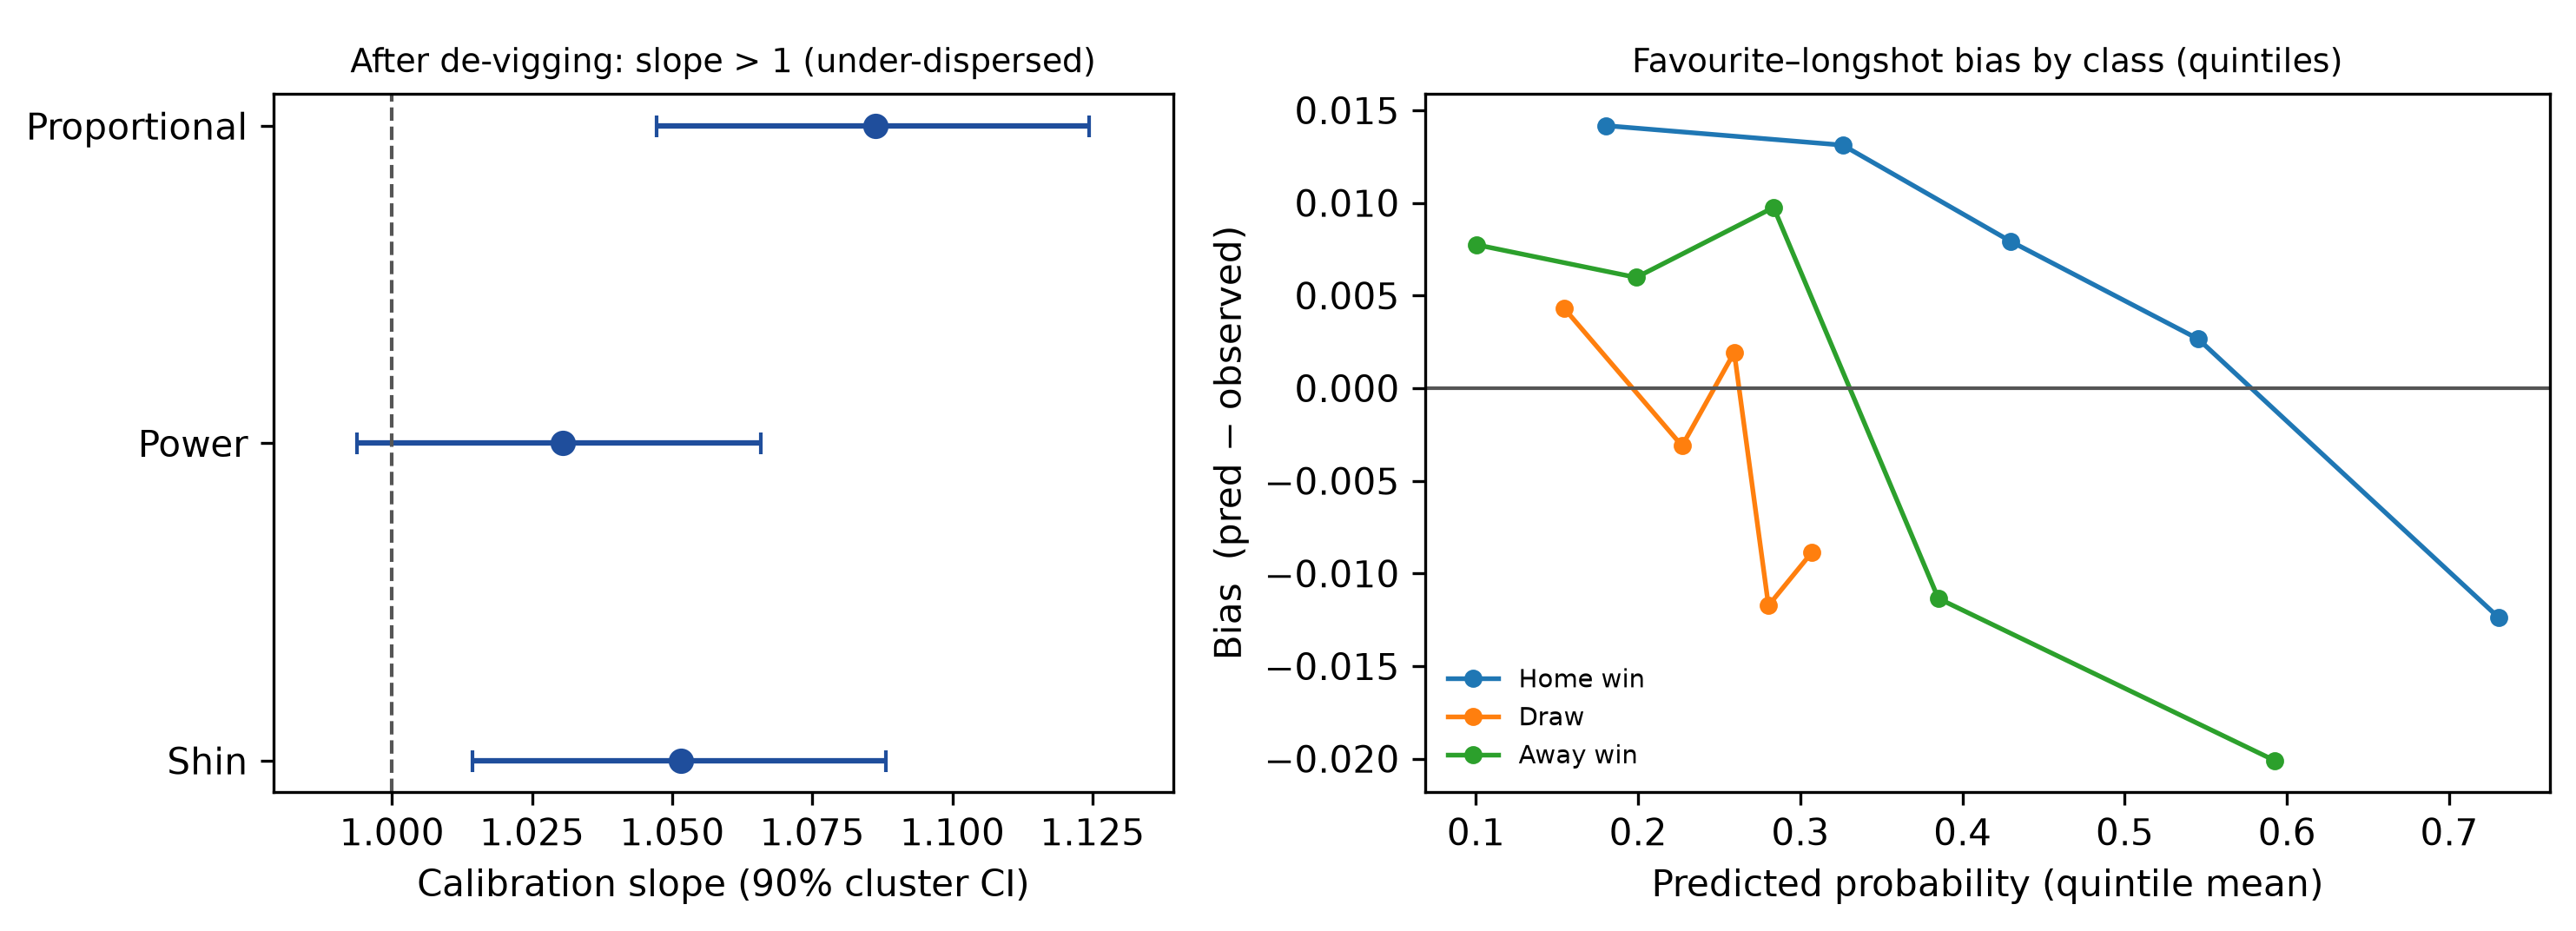 After de-vigging: slope > 1 (under-dispersed)
Proportional
Power
Shin
1.000 1.025 1.050 1.075 1.100 1.125
Calibration slope (90% cluster CI)
Favourite–longshot bias by class (quintiles)
Bias (pred − observed)
0.015
0.010
0.005
0.000
−0.005
−0.010
−0.015
−0.020
Home win
Draw
Away win
0.1 0.2 0.3 0.4 0.5 0.6 0.7
Predicted probability (quintile mean)